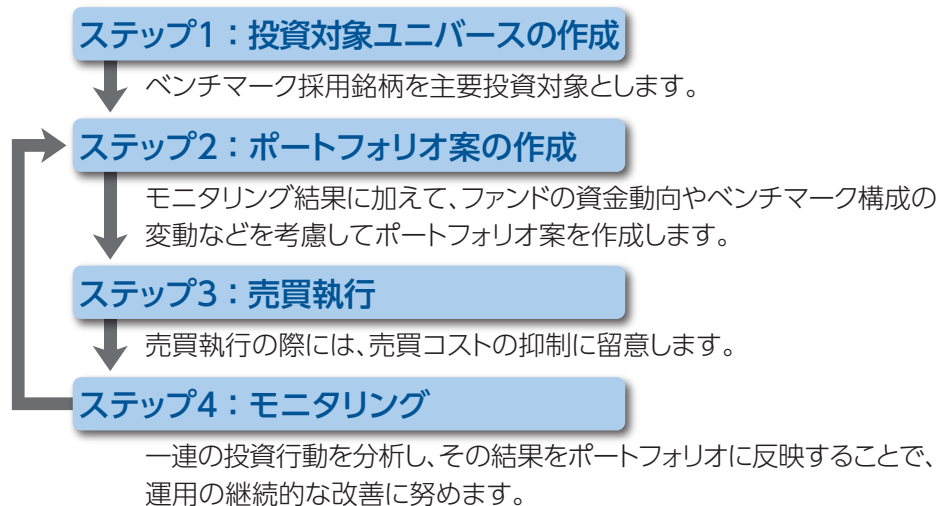 ステップ1：投資対象ユニバースの作成
ベンチマーク採用銘柄を主要投資対象とします。
ステップ2：ポートフォリオ案の作成
モニタリング結果に加えて、ファンドの資金動向やベンチマーク構成の
変動などを考慮してポートフォリオ案を作成します。
ステップ3：売買執行
売買執行の際には、売買コストの抑制に留意します。
ステップ4：モニタリング
一連の投資行動を分析し、その結果をポートフォリオに反映することで、
運用の継続的な改善に努めます。